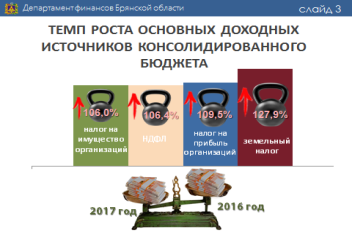 Департамент финансов Брянской области
слайд 3
ТЕМП РОСТА ОСНОВНЫХ ДОХОДНЫХ
ИСТОЧНИКОВ КОНСОЛИДИРОВАННОГО
БЮДЖЕТА
106,0%
106,4%
109,5%
127,9%
налог на
имущество
организаций
НДФЛ
налог на
прибыль
организаций
земельный
налог
2017 год
2016 год